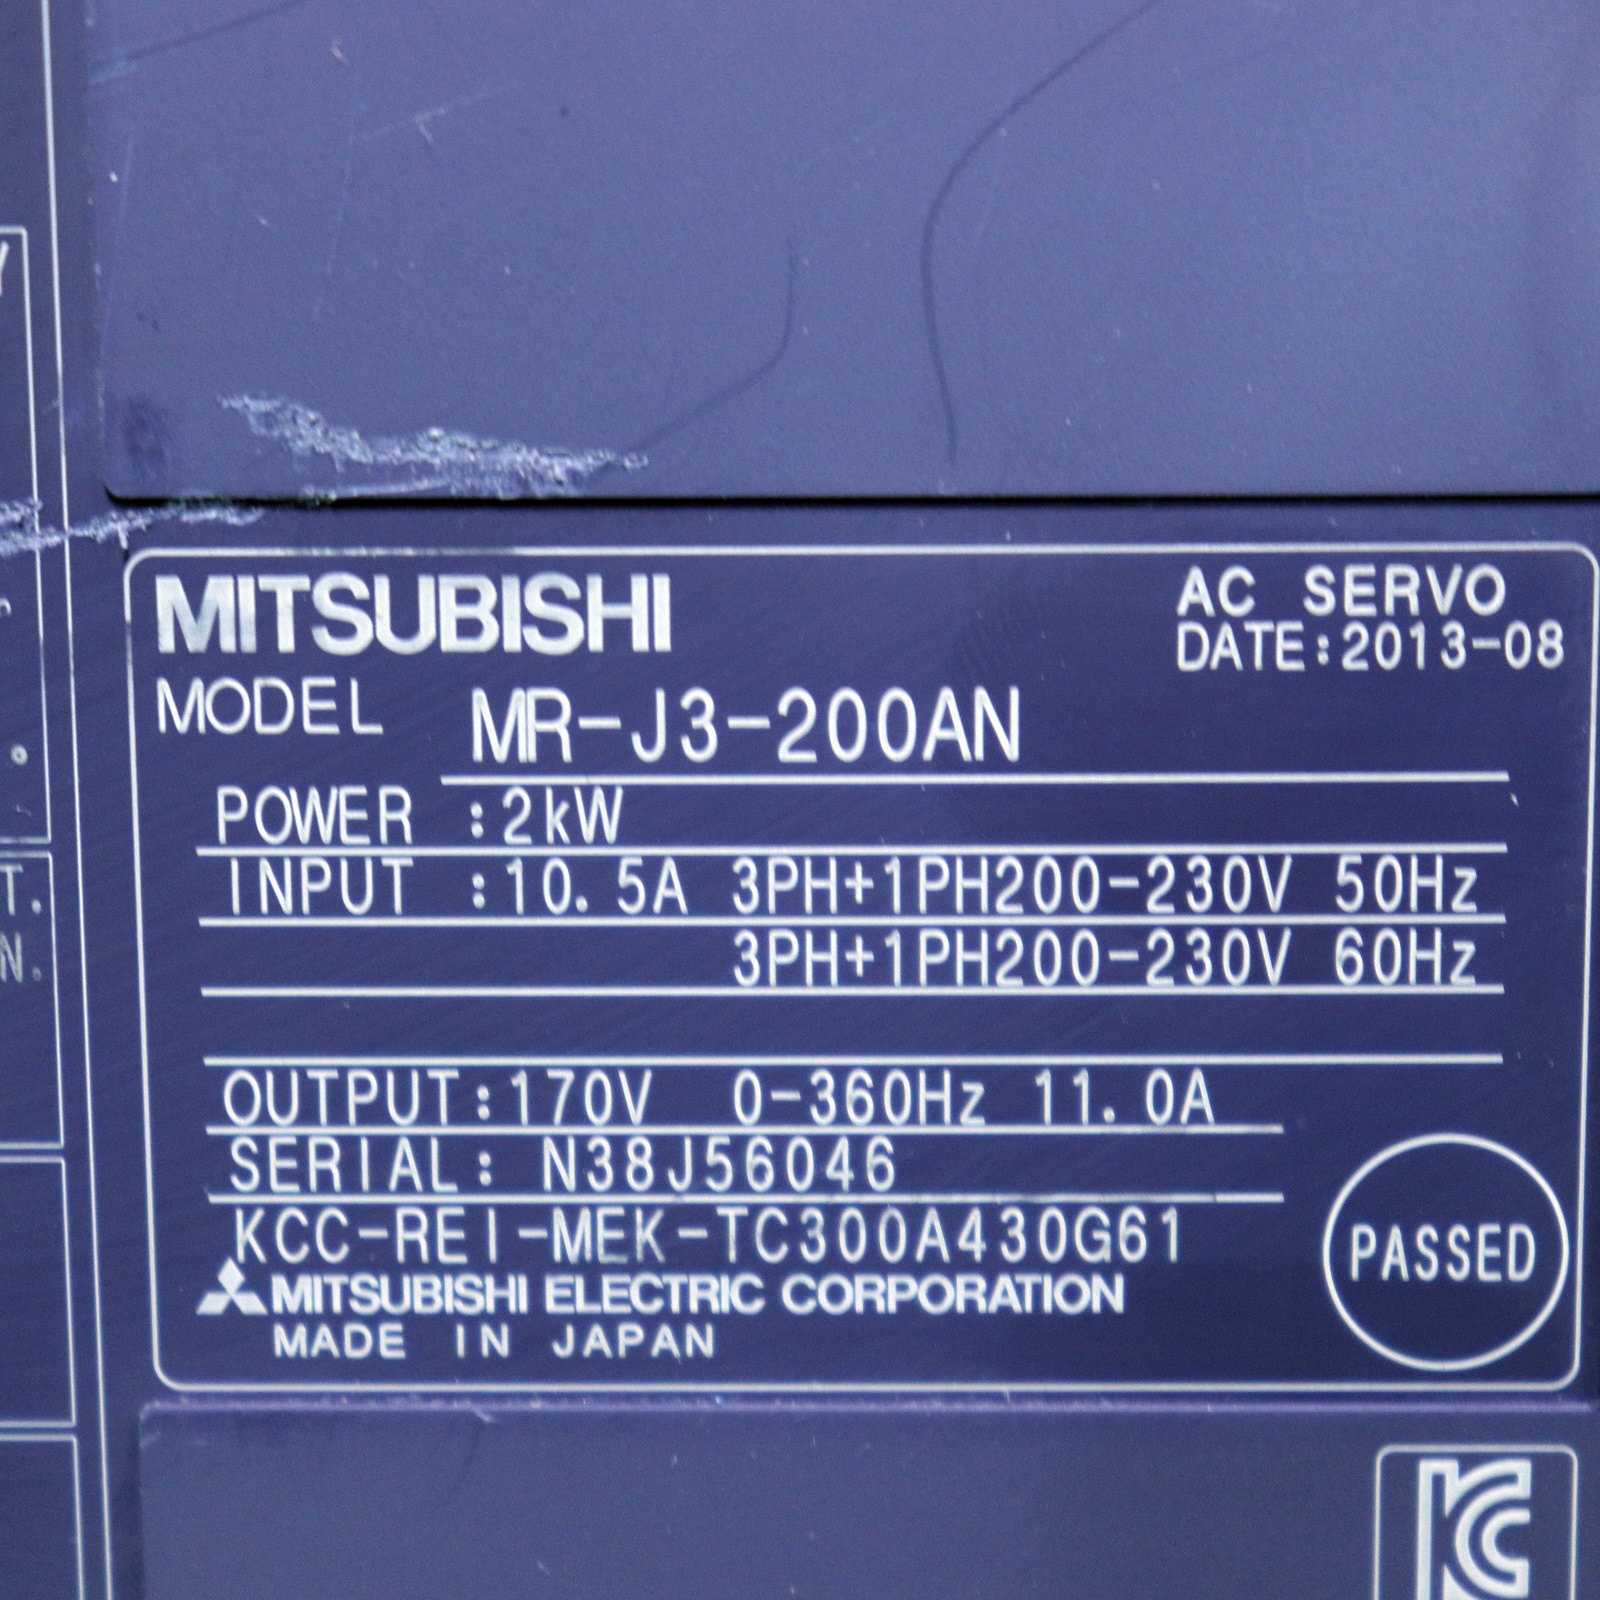 MITSUBISHI
AC SERVO
DATE:2013-08
MODEL MR-J3-200AN
POWER :2kW
INPUT :10.5A 3PH+1PH200-230V 50Hz
3PH+1PH200-230V 60Hz
OUTPUT:170V 0-360Hz 11.0A
SERIAL: N38J56046
KCC-REI-MEK-TC300A430G61
MITSUBISHI ELECTRIC CORPORATION
MADE IN JAPAN
PASSED
Y
T.
N.